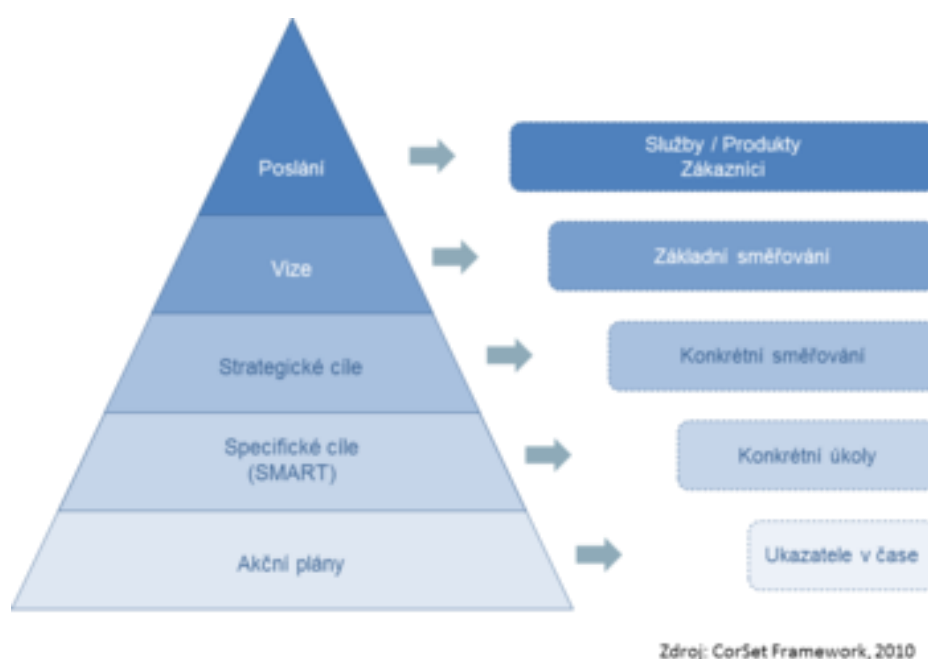 Poslání
Služby / Produkty
Zákazníci
Vize
Základní směřování
Strategické cíle
Konkrétní směřování
Specifické cíle
(SMART)
Konkrétní úkoly
Akční plány
Ukazatele v čase
Zdroj: CorSet Framework, 2010